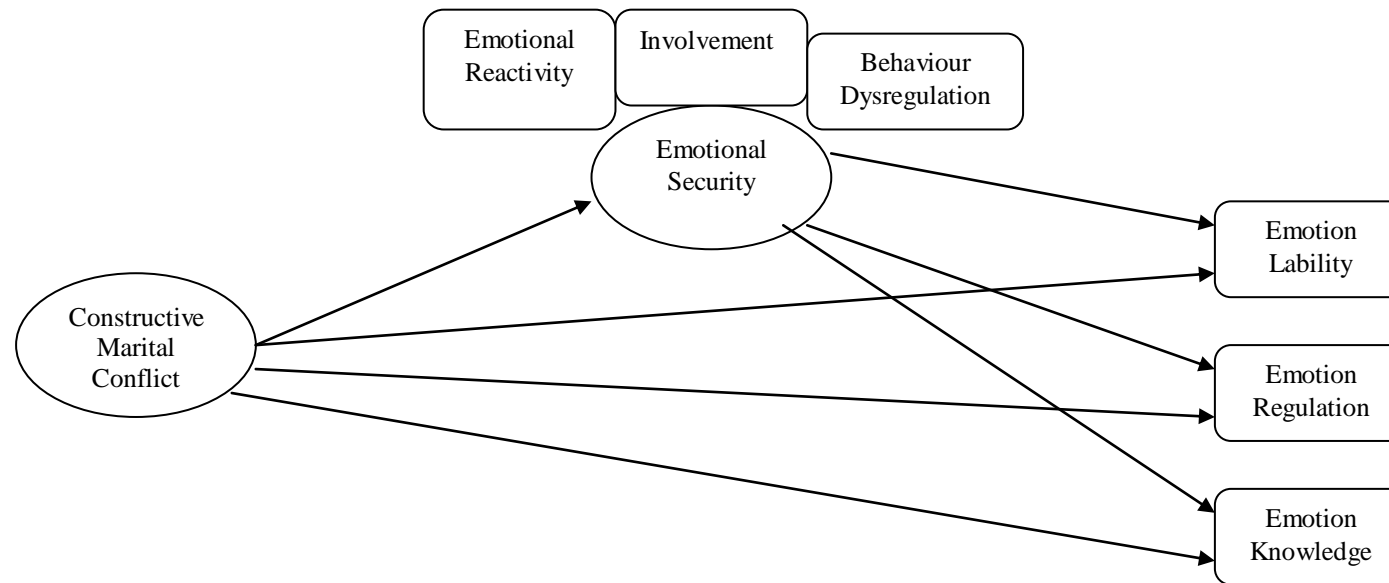 Emotional
Reactivity
Involvement
Behaviour
Dysregulation
Emotional
Security
Emotion
Lability
Constructive
Marital
Conflict
Emotion
Regulation
Emotion
Knowledge